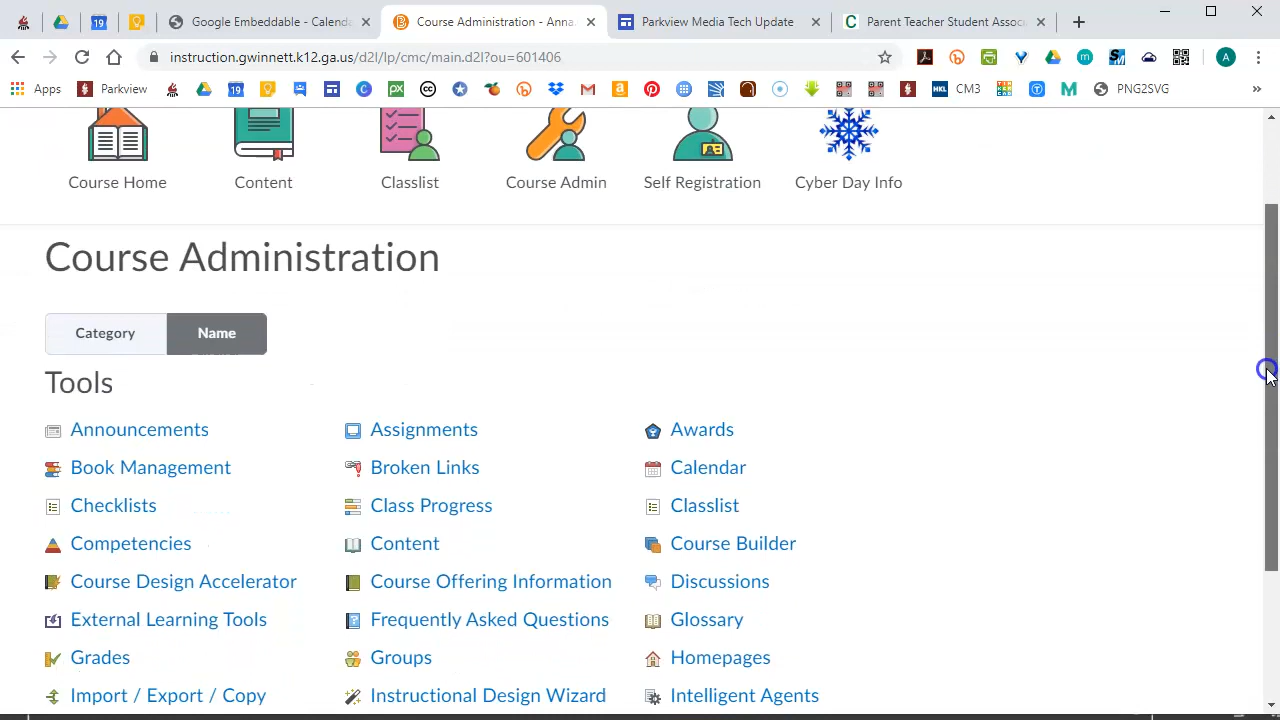 Google Embeddable - Calenda
Course Administration - Anna
Parkview Media Tech Update
Parent Teacher Student Assoc
instruction.gwinnett.k12.ga.us/d2l/lp/cmc/main.d2l?ou=601406
A
Apps
Parkview
CM3
PNG2SVG
»
Course Home
Content
Classlist
Course Admin
Self Registration
Cyber Day Info
Course Administration
Category
Name
Tools
Announcements
Assignments
Awards
Book Management
Broken Links
Calendar
Checklists
Class Progress
Classlist
Competencies
Content
Course Builder
Course Design Accelerator
Course Offering Information
Discussions
External Learning Tools
Frequently Asked Questions
Glossary
Grades
Groups
Homepages
Import / Export / Copy
Instructional Design Wizard
Intelligent Agents